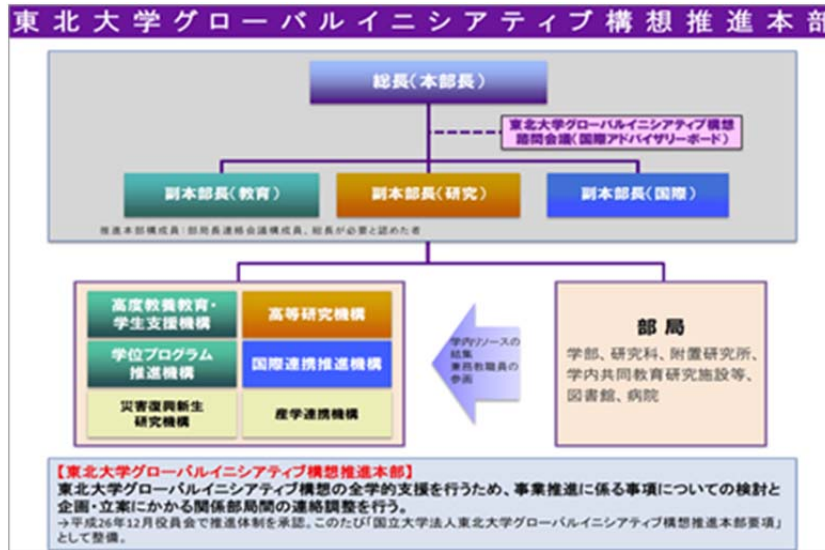 東北大学グローバルイニシアティブ構想推進本部
総長(本部長)
東北大学グローバルイニシアティブ構想
諮問会議(国際アドバイザリーボード)
副本部長(教育)
副本部長(研究)
副本部長(国際)
推進本部構成員:部局長連絡会議構成員、総長が必要と認めた者
高度教養教育・
学生支援機構
高等研究機構
学位プログラム
推進機構
国際連携推進機構
災害復興新生
研究機構
産学連携機構
学内リソースの
結集
兼務教職員の
参画
部局
学部、研究科、附置研究所、
学内共同教育研究施設等、
図書館、病院
【東北大学グローバルイニシアティブ構想推進本部】
東北大学グローバルイニシアティブ構想の全学的支援を行うため、事業推進に係る事項についての検討と
企画・立案にかかる関係部局間の連絡調整を行う。
→平成26年12月役員会で推進体制を承認。このたび「国立大学法人東北大学グローバルイニシアティブ構想推進本部要項」
として整備。